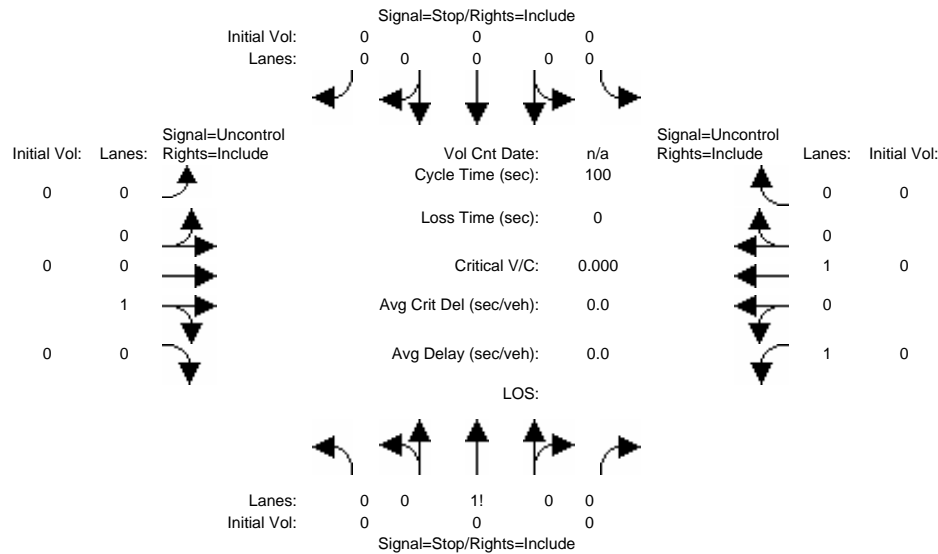 Signal=Stop/Rights=Include
Initial Vol: 0 0 0
Lanes: 0 0 0 0 0
Signal=Uncontrol Signal=Uncontrol
Initial Vol: Lanes: Rights=Include Vol Cnt Date: n/a Rights=Include Lanes: Initial Vol:
Cycle Time (sec): 100
0 0 0 0
Loss Time (sec): 0
0 0
0 0 Critical V/C: 0.000 1 0
1 Avg Crit Del (sec/veh): 0.0 0
0 0 Avg Delay (sec/veh): 0.0 1 0
LOS:
Lanes: 0 0 1! 0 0
Initial Vol: 0 0 0
Signal=Stop/Rights=Include